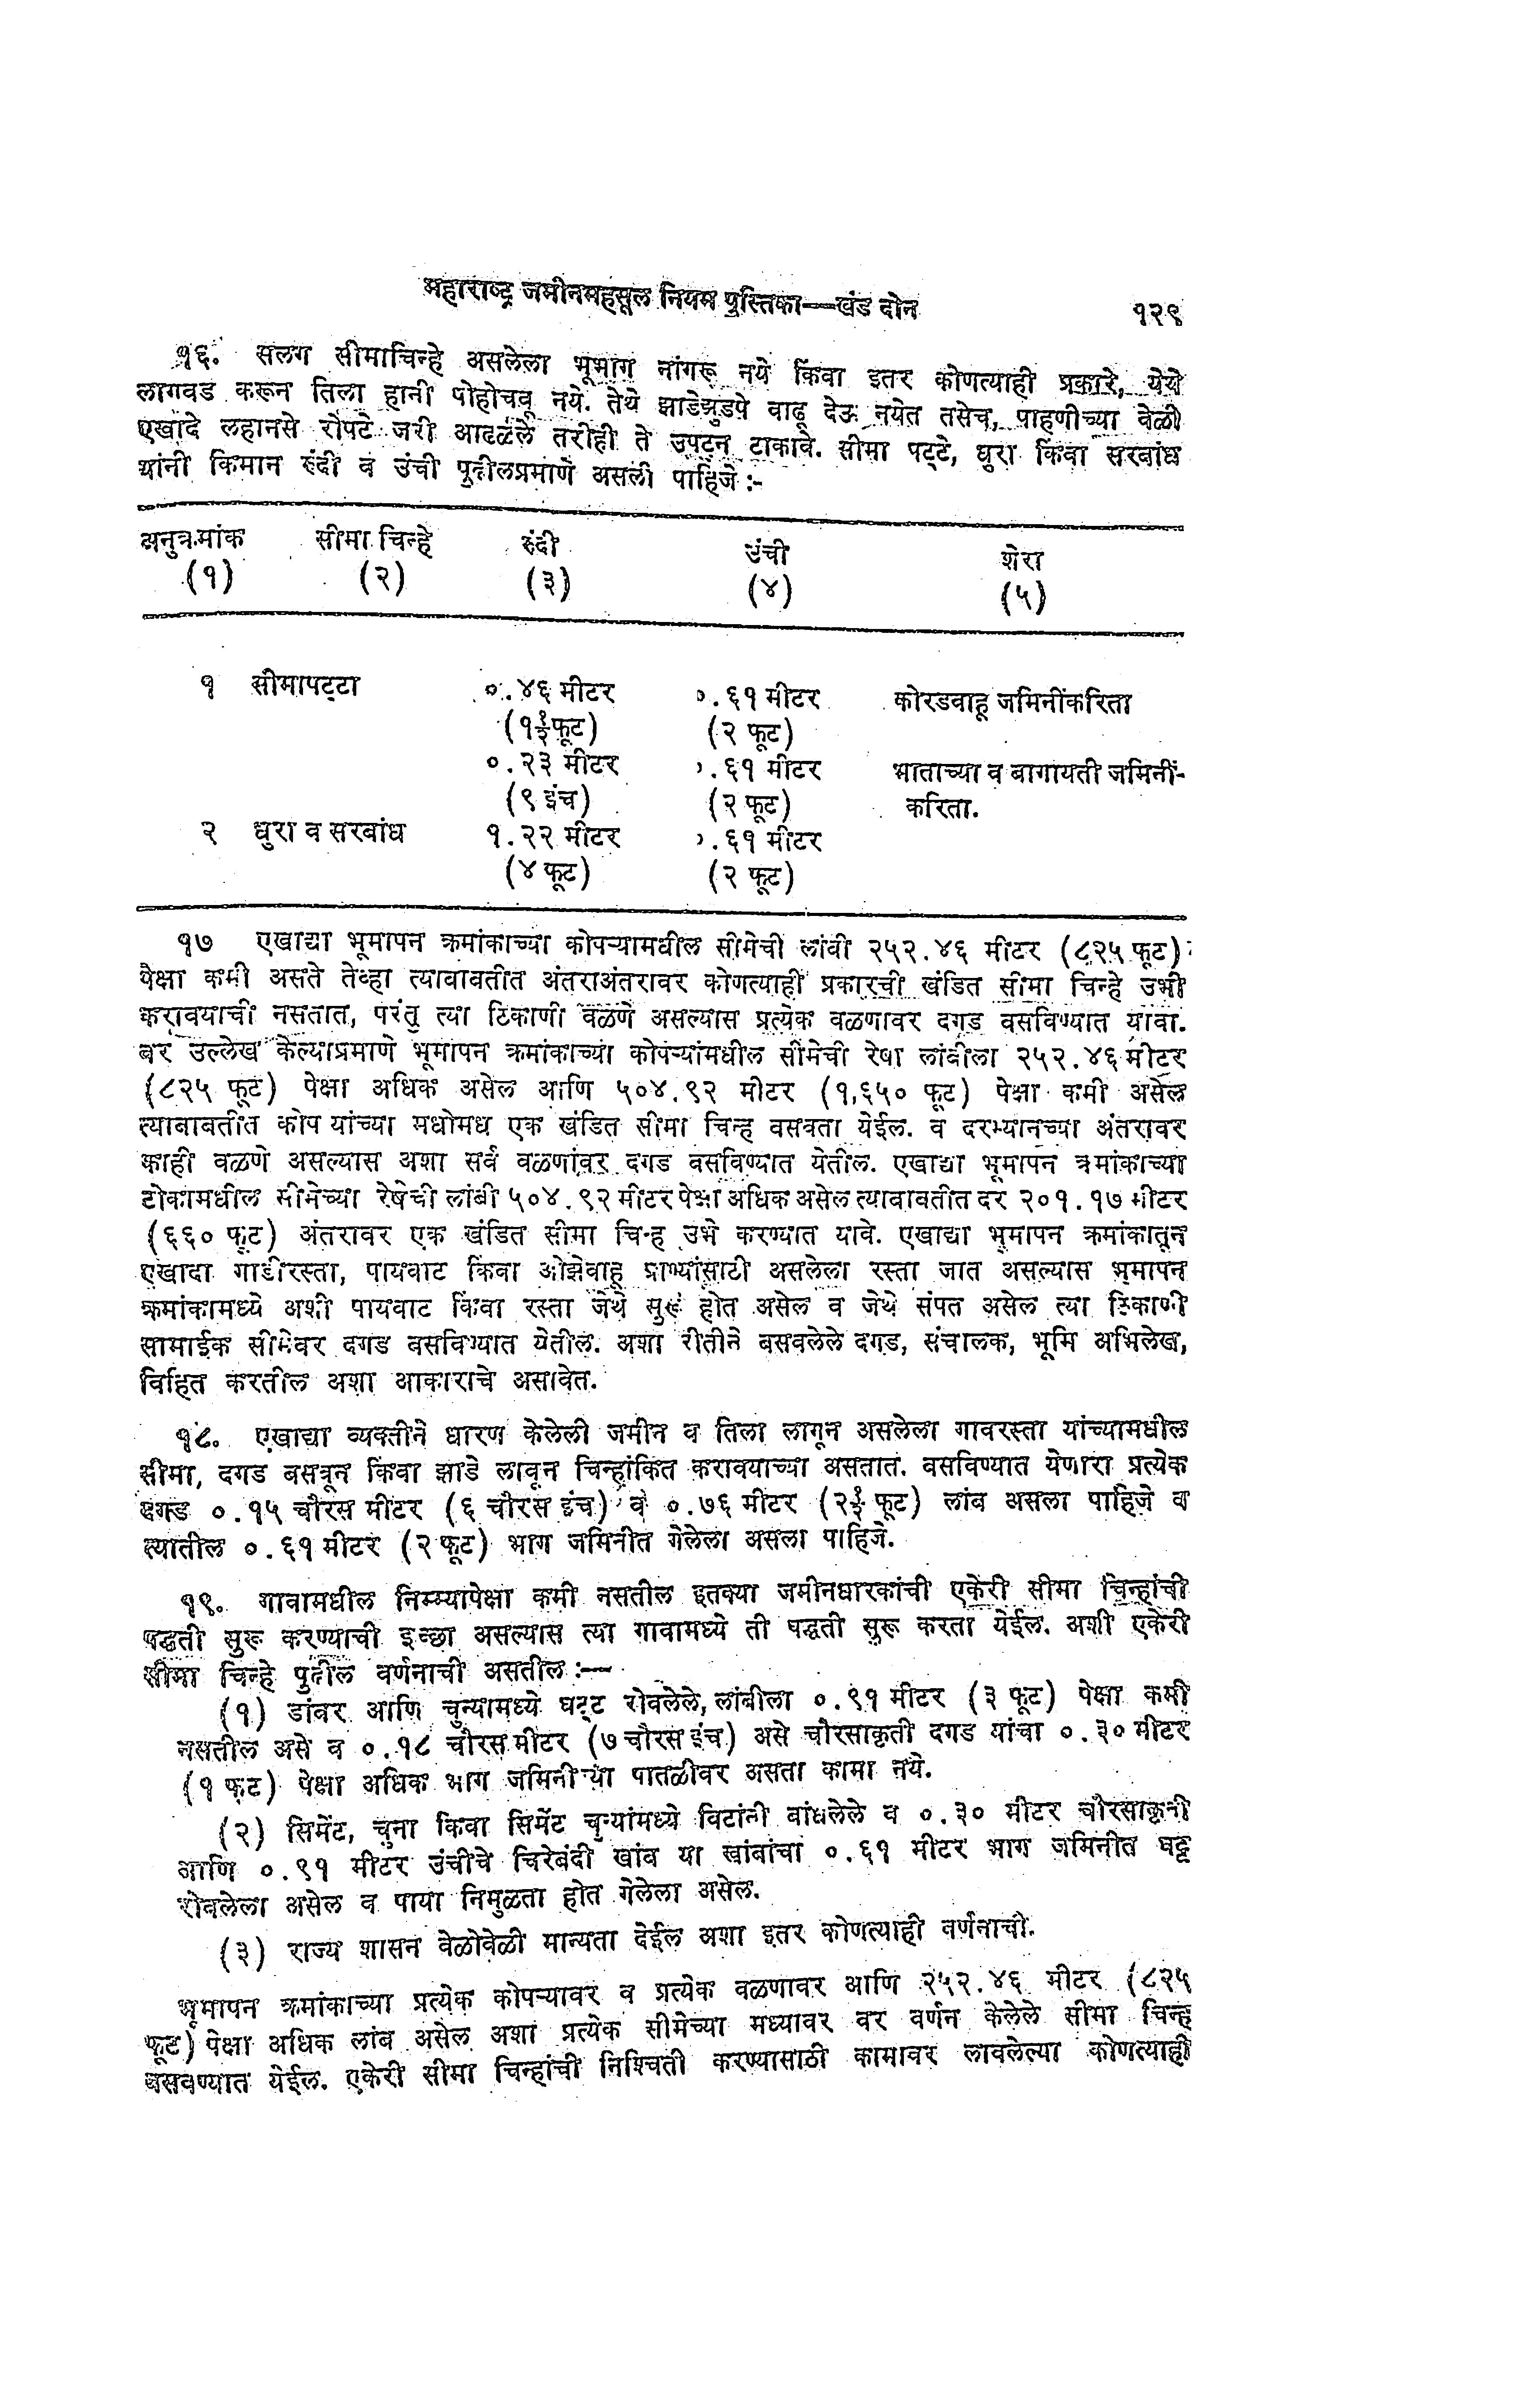 महाराष्ट्र जमीनमहसूल नियम पुस्तिका—खंड दोन १२९
१६. सलग सीमाचिन्हे असलेला भूभाग नांगरू नये किंवा इतर कोणत्याही प्रकारे, येथे
लागवड करून तिला हानी पोहोचवू नये. तेथे झाडेझुडपे वाढू देऊ नयेत तसेच, पाहणीच्या वेळी
एखादे लहानसे रोपटे जरी आढळले तरीही ते उपटून टाकावे. सीमा पट्टे, धुरा किंवा सरबांध
यांनी किमान रुंदी व उंची पुढीलप्रमाणे असली पाहिजे :-
अनुक्रमांक सीमा चिन्हे रुंदी उंची शेरा
(१) (२) (३) (४) (५)
१ सीमापट्टा ०.४६ मीटर ०.६१ मीटर कोरडवाहू जमिनींकरिता
(१½फूट) (२ फूट)
०.२३ मीटर ०.६१ मीटर भाताच्या व बागायती जमिनीं-
(९ इंच) (२ फूट) करिता.
२ धुरा व सरबांध १.२२ मीटर ०.६१ मीटर
(४ फूट) (२ फूट)
१७ एखाद्या भूमापन क्रमांकाच्या कोपऱ्यामधील सीमेची लांबी २५२.४६ मीटर (८२५ फूट)
पेक्षा कमी असते तेव्हा त्याबाबतीत अंतराअंतरावर कोणत्याही प्रकारची खंडित सीमा चिन्हे उभी
करावयाची नसतात, परंतु त्या ठिकाणी वळणे असल्यास प्रत्येक वळणावर दगड बसविण्यात यावा.
वर उल्लेख केल्याप्रमाणे भूमापन क्रमांकाच्या कोपऱ्यांमधील सीमेची रेषा लांबीला २५२.४६ मीटर
(८२५ फूट) पेक्षा अधिक असेल आणि ५०४.९२ मीटर (१,६५० फूट) पेक्षा कमी असेल
त्याबाबतीत कोप यांच्या मधोमध एक खंडित सीमा चिन्ह बसवता येईल. व दरम्यानच्या अंतरावर
काही वळणे असल्यास अशा सर्व वळणांवर दगड बसविण्यात येतील. एखाद्या भूमापन क्रमांकाच्या
टोकामधील सीमेच्या रेषेची लांबी ५०४.९२ मीटर पेक्षा अधिक असेल त्याबाबतीत दर २०१.१७ मीटर
(६६० फूट) अंतरावर एक खंडित सीमा चिन्ह उभे करण्यात यावे. एखाद्या भूमापन क्रमांकातून
एखादा गाडीरस्ता, पायवाट किंवा ओझेवाहू प्राण्यांसाठी असलेला रस्ता जात असल्यास भूमापन
क्रमांकामध्ये अशी पायवाट किंवा रस्ता जेथे सुरू होत असेल व जेथे संपत असेल त्या ठिकाणी
सामाईक सीमेवर दगड बसविण्यात येतील. अशा रीतीने बसवलेले दगड, संचालक, भूमि अभिलेख,
विहित करतील अशा आकाराचे असावेत.
१८. एखाद्या व्यक्तीने धारण केलेली जमीन व तिला लागून असलेला गावरस्ता यांच्यामधील
सीमा, दगड बसवून किंवा झाडे लावून चिन्हांकित करावयाच्या असतात. बसविण्यात येणारा प्रत्येक
दगड ०.१५ चौरस मीटर (६ चौरस इंच) व ०.७६ मीटर (२½ फूट) लांब असला पाहिजे व
त्यातील ०.६१ मीटर (२ फूट) भाग जमिनीत गेलेला असला पाहिजे.
१९. गावामधील निम्म्यापेक्षा कमी नसतील इतक्या जमीनधारकांची एकेरी सीमा चिन्हांची
पद्धती सुरू करण्याची इच्छा असल्यास त्या गावामध्ये ती पद्धती सुरू करता येईल. अशी एकेरी
सीमा चिन्हे पुढील वर्णनाची असतील :—
(१) डांबर आणि चुन्यामध्ये घट्ट रोवलेले, लांबीला ०.९१ मीटर (३ फूट) पेक्षा कमी
नसतील असे व ०.१८ चौरस मीटर (७ चौरस इंच) असे चौरसाकृती दगड यांचा ०.३० मीटर
(१ फूट) पेक्षा अधिक भाग जमिनीच्या पातळीवर असता कामा नये.
(२) सिमेंट, चुना किंवा सिमेंट चुन्यांमध्ये विटांनी बांधलेले व ०.३० मीटर चौरसाकृती
आणि ०.९१ मीटर उंचीचे चिरेबंदी खांब या खांबांचा ०.६१ मीटर भाग जमिनीत घट्ट
रोवलेला असेल व पाया निमुळता होत गेलेला असेल.
(३) राज्य शासन वेळोवेळी मान्यता देईल अशा इतर कोणत्याही वर्णनाची.
भूमापन क्रमांकाच्या प्रत्येक कोपऱ्यावर व प्रत्येक वळणावर आणि २५२.४६ मीटर (८२५
फूट) पेक्षा अधिक लांब असेल अशा प्रत्येक सीमेच्या मध्यावर वर वर्णन केलेले सीमा चिन्ह
बसवण्यात येईल. एकेरी सीमा चिन्हांची निश्चिती करण्यासाठी कामावर लावलेल्या कोणत्याही